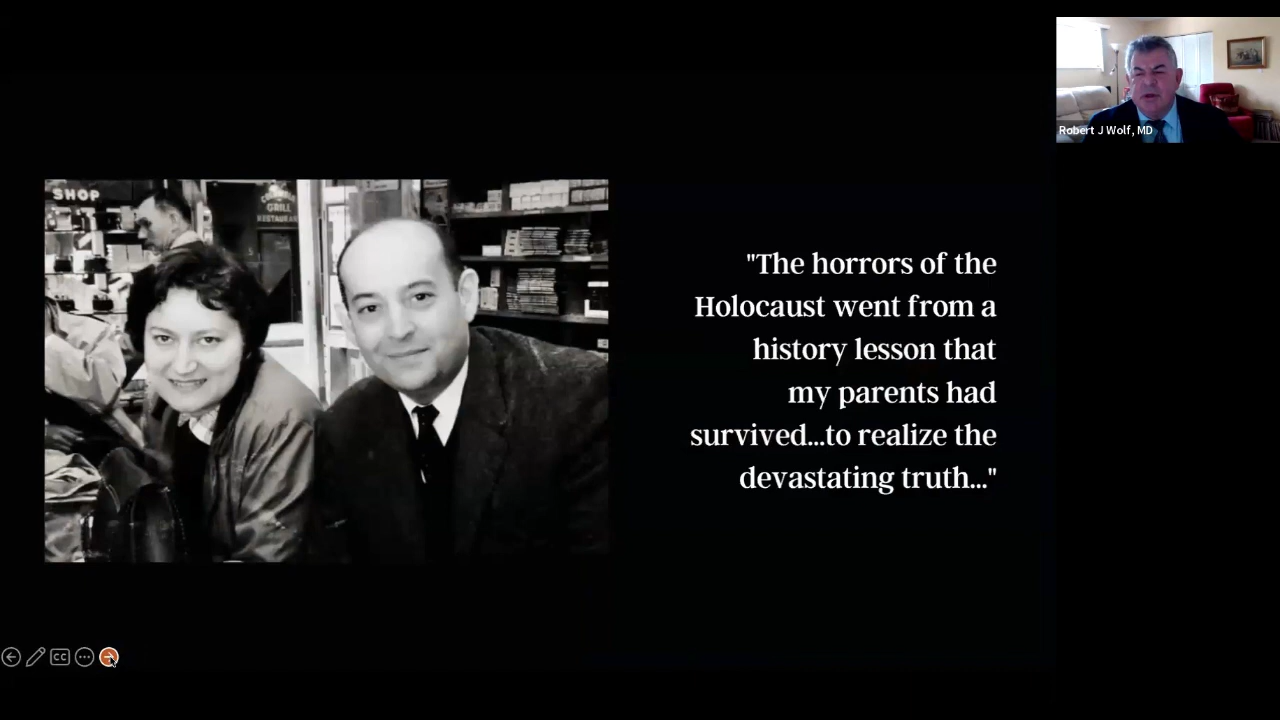 Robert J Wolf, MD
SHOP
GRILL
"The horrors of the
Holocaust went from a
history lesson that
my parents had
survived...to realize the
devastating truth..."
CC